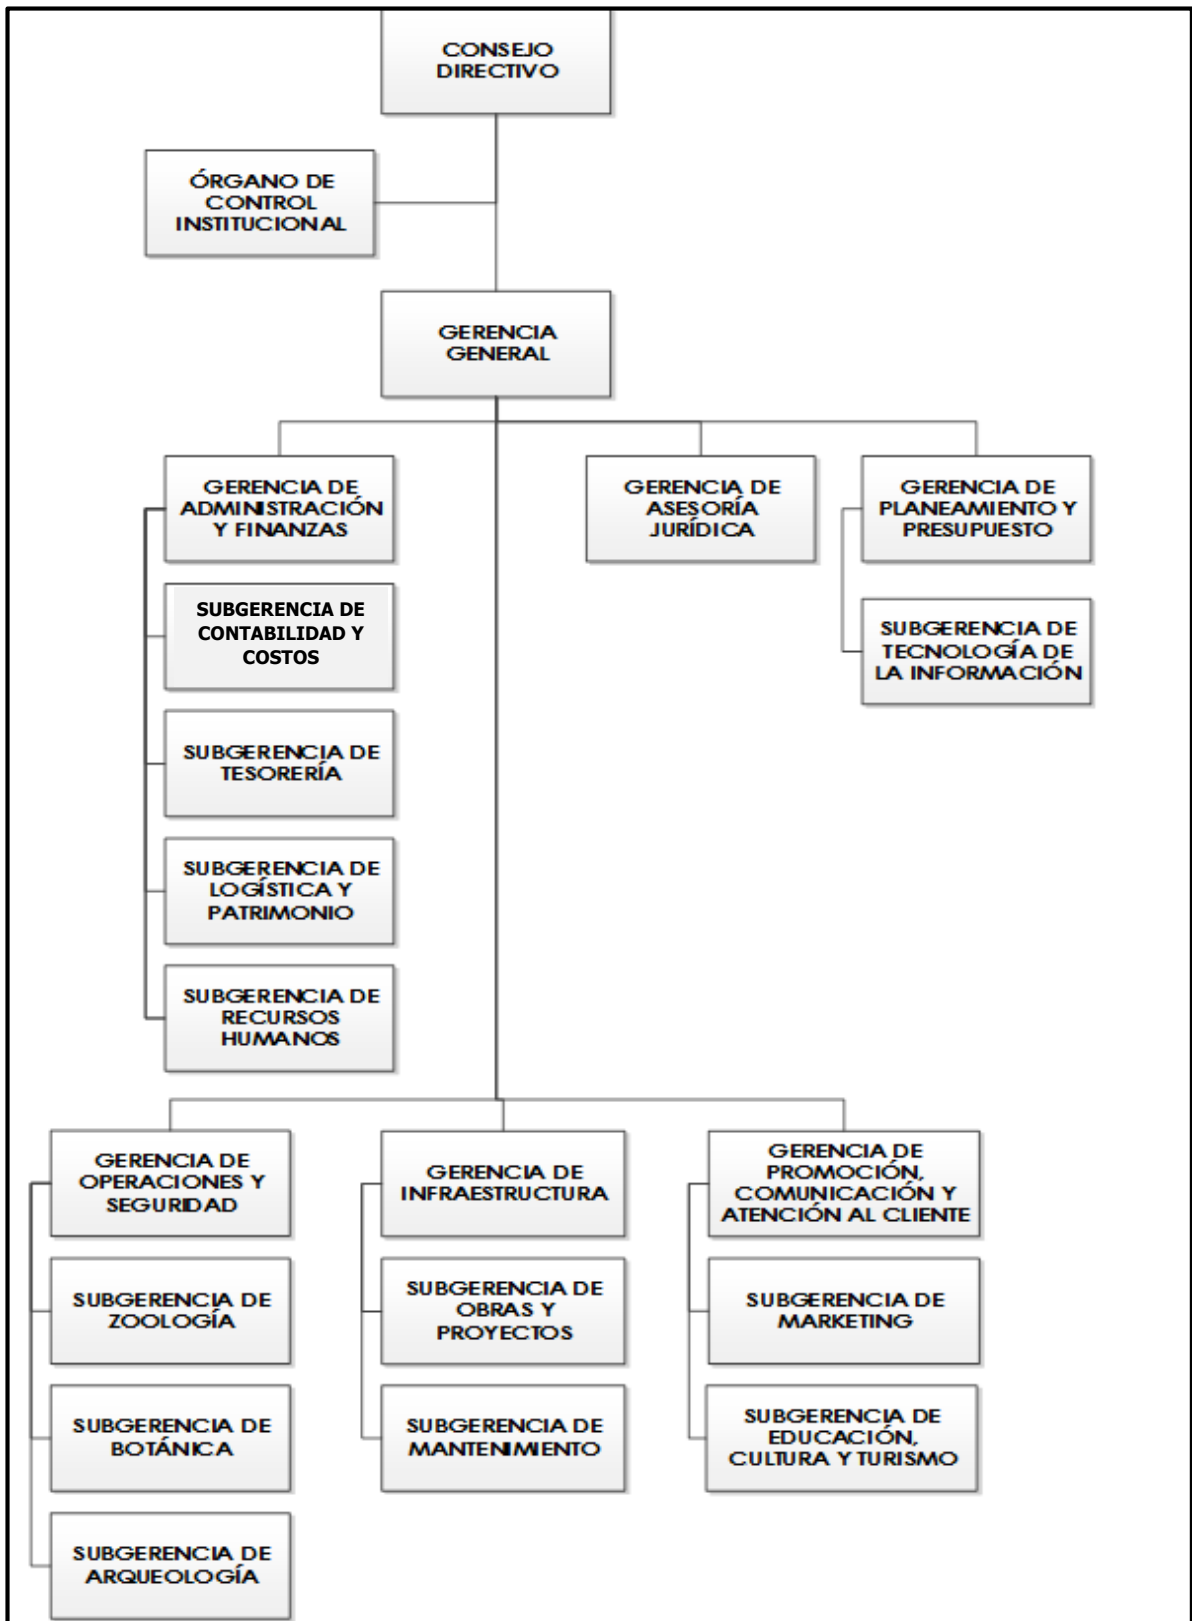 CONSEJO
DIRECTIVO
ÓRGANO DE
CONTROL
INSTITUCIONAL
GERENCIA
GENERAL
GERENCIA DE
ADMINISTRACIÓN
Y FINANZAS
GERENCIA DE
ASESORÍA
JURÍDICA
GERENCIA DE
PLANEAMIENTO Y
PRESUPUESTO
SUBGERENCIA DE
CONTABILIDAD Y
COSTOS
SUBGERENCIA DE
TECNOLOGÍA DE
LA INFORMACIÓN
SUBGERENCIA DE
TESORERÍA
SUBGERENCIA DE
LOGÍSTICA Y
PATRIMONIO
SUBGERENCIA DE
RECURSOS
HUMANOS
GERENCIA DE
OPERACIONES Y
SEGURIDAD
GERENCIA DE
INFRAESTRUCTURA
GERENCIA DE
PROMOCIÓN,
COMUNICACIÓN Y
ATENCIÓN AL CLIENTE
SUBGERENCIA DE
ZOOLOGÍA
SUBGERENCIA DE
OBRAS Y
PROYECTOS
SUBGERENCIA DE
MARKETING
SUBGERENCIA DE
BOTÁNICA
SUBGERENCIA DE
MANTENIMIENTO
SUBGERENCIA DE
EDUCACIÓN,
CULTURA Y TURISMO
SUBGERENCIA DE
ARQUEOLOGÍA